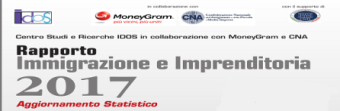 in collaborazione con
con il supporto di
IDOS
MoneyGram
CNA
Centro Studi e Ricerche IDOS in collaborazione con MoneyGram e CNA
Rapporto
Immigrazione e Imprenditoria
2017
Aggiornamento Statistico